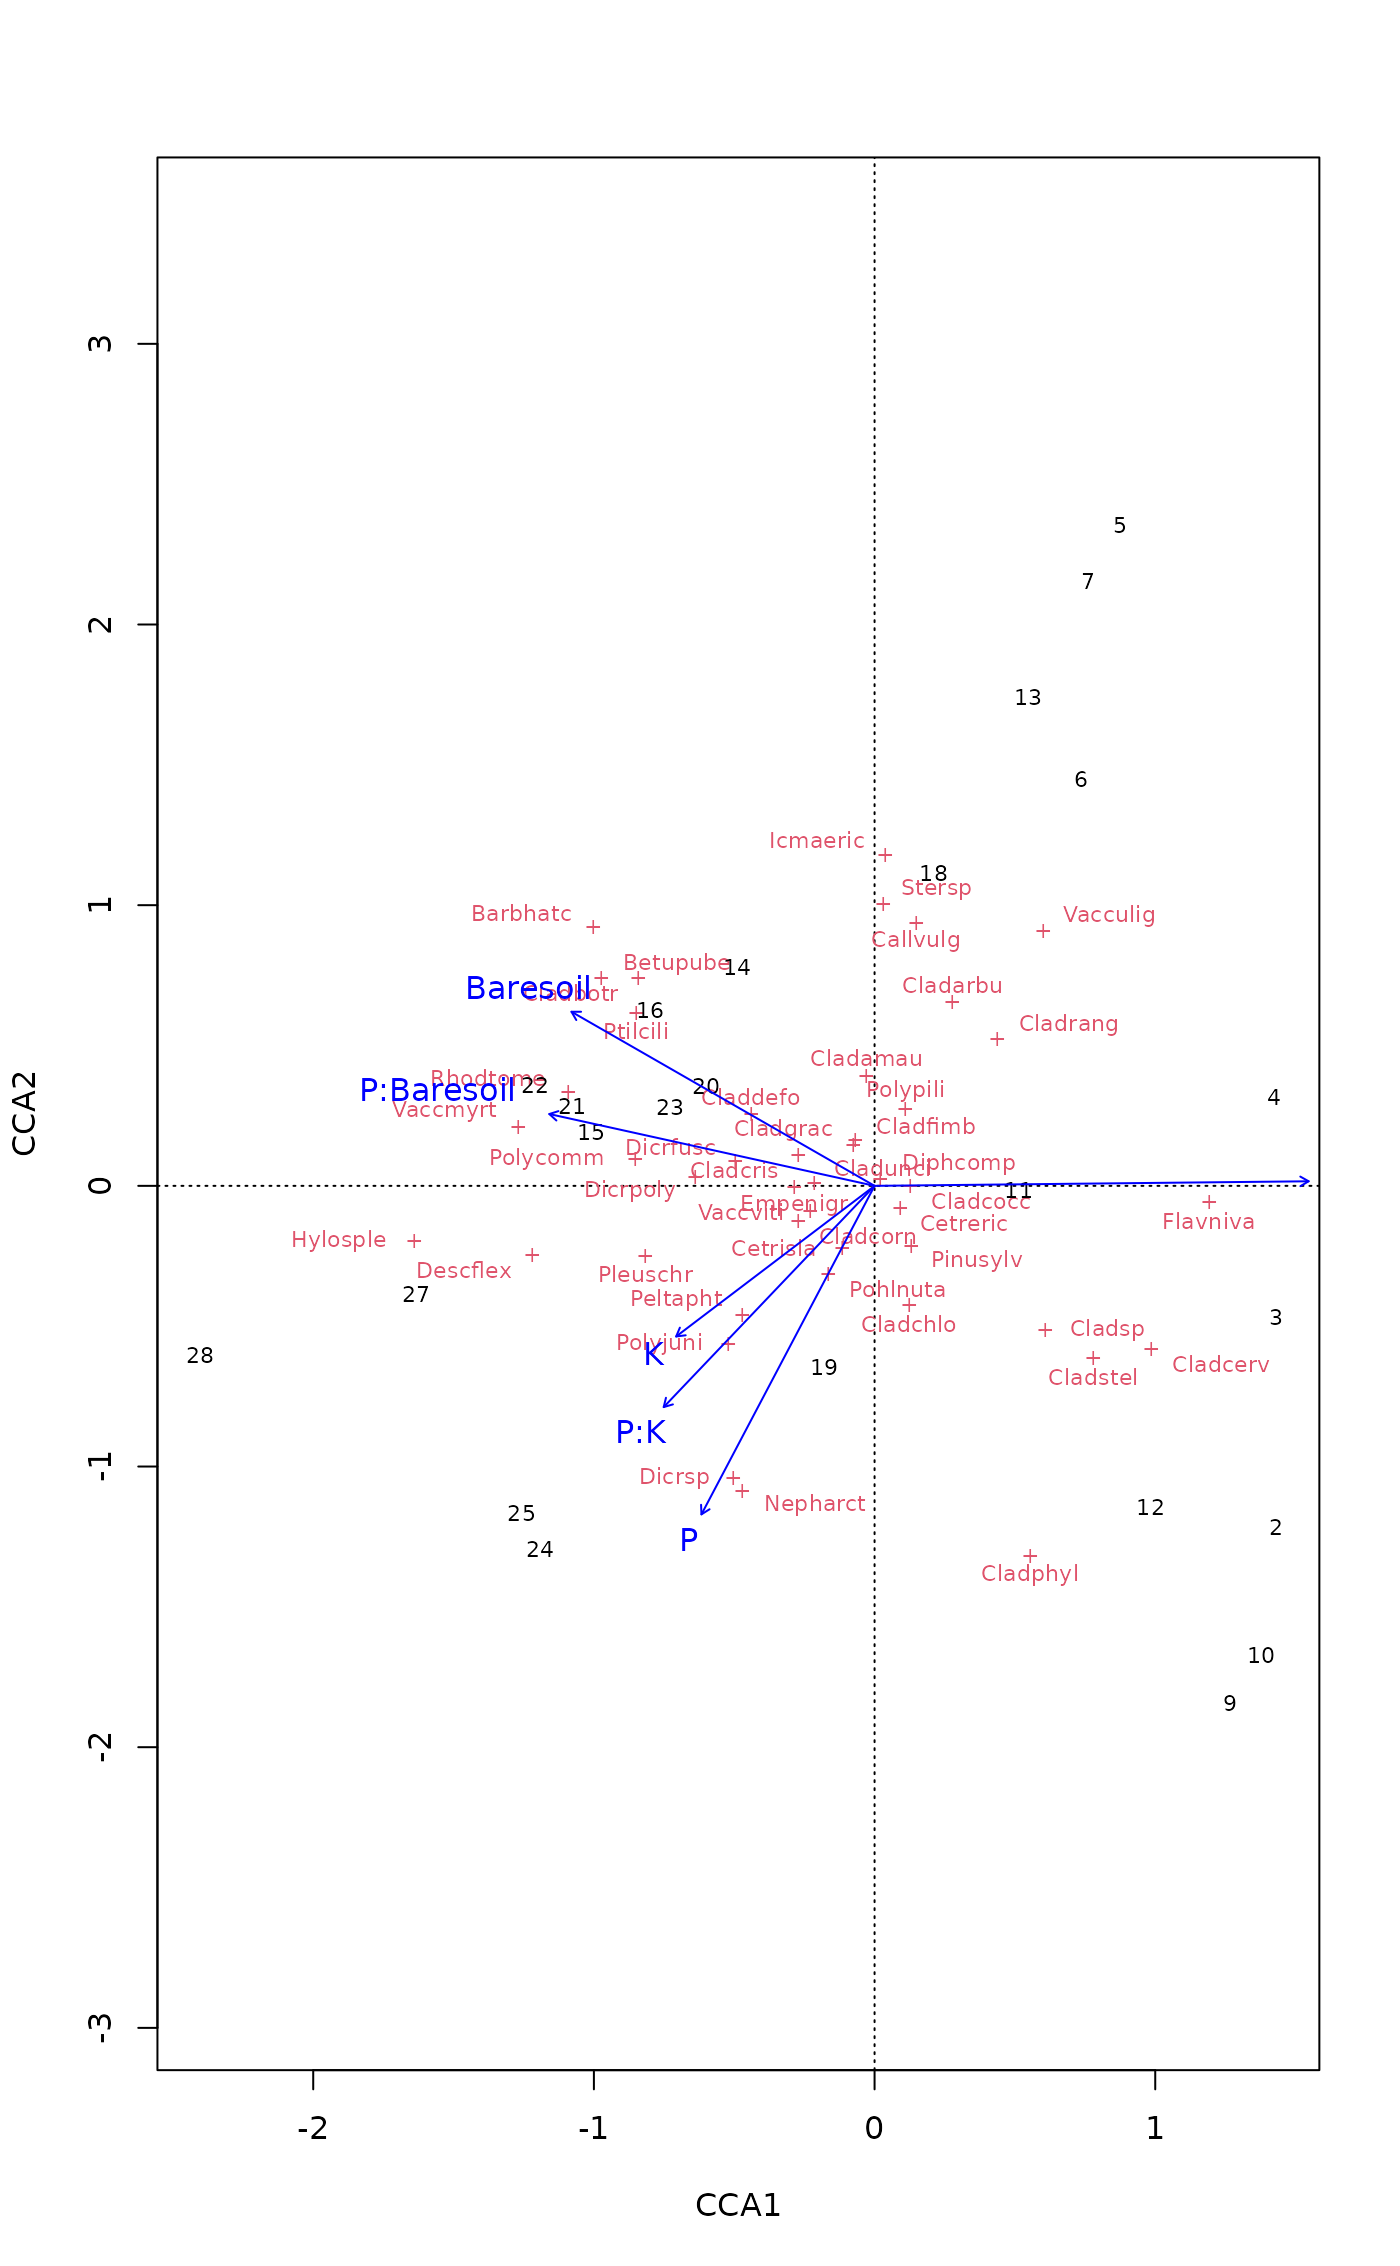 5
7
13
6
Icmaeric
18
Stersp
Barbhatc
Vacculig
Callvulg
Betupube
14
Baresoil
Cladbotr
Cladarbu
16
Ptilcili
Cladrang
Cladamau
Rhodtome
22
20
P:Baresoil
Polypili
Claddefo
4
Vaccmyrt
21
23
15
Cladgrac
Cladfimb
Dicrfusc
Polycomm
Cladcris
Cladunci
Diphcomp
Dicrpoly
11
Empenigr
Cladcocc
Vaccviti
Flavniva
Cetreric
Hylosple
Cladcorn
Cetrisla
Pinusylv
Descflex
Pleuschr
27
Peltapht
Pohlnuta
3
Cladchlo
Cladsp
Polyjuni
K
28
19
Cladcerv
Cladstel
P:K
Dicrsp
Nepharct
12
25
2
P
24
Cladphyl
10
9
3
2
1
0
-1
-2
-3
CCA2
-2 -1 0 1
CCA1